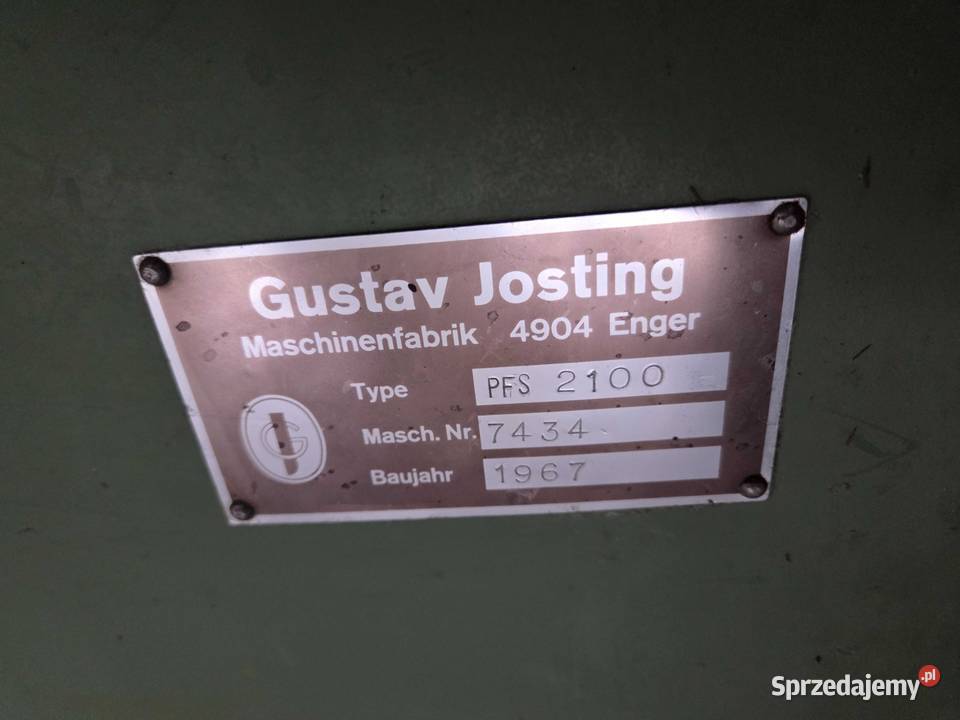 Gustav Josting
Maschinenfabrik 4904 Enger
Type PFS 2100
Masch. Nr. 7434
Baujahr 1967
G
Sprzedajemy.pl